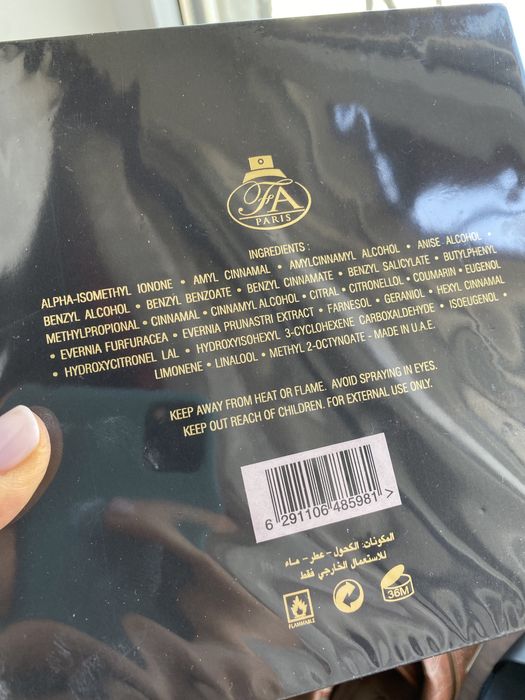 FA
PARIS
INGREDIENTS :
ALPHA-ISOMETHYL IONONE • AMYL CINNAMAL • AMYLCINNAMYL ALCOHOL • ANISE ALCOHOL •
BENZYL ALCOHOL • BENZYL BENZOATE • BENZYL CINNAMATE • BENZYL SALICYLATE • BUTYLPHENYL
METHYLPROPIONAL • CINNAMAL • CINNAMYL ALCOHOL • CITRAL • CITRONELLOL • COUMARIN • EUGENOL
• EVERNIA FURFURACEA • EVERNIA PRUNASTRI EXTRACT • FARNESOL • GERANIOL • HEXYL CINNAMAL
• HYDROXYCITRONEL LAL • HYDROXYISOHEXYL 3-CYCLOHEXENE CARBOXALDEHYDE • ISOEUGENOL •
LIMONENE • LINALOOL • METHYL 2-OCTYNOATE - MADE IN U.A.E.
KEEP AWAY FROM HEAT OR FLAME. AVOID SPRAYING IN EYES.
KEEP OUT REACH OF CHILDREN. FOR EXTERNAL USE ONLY.
6 291106 485981 >
المكونات: الكحول - عطر - ماء
للاستعمال الخارجي فقط
FLAMMABLE
36M